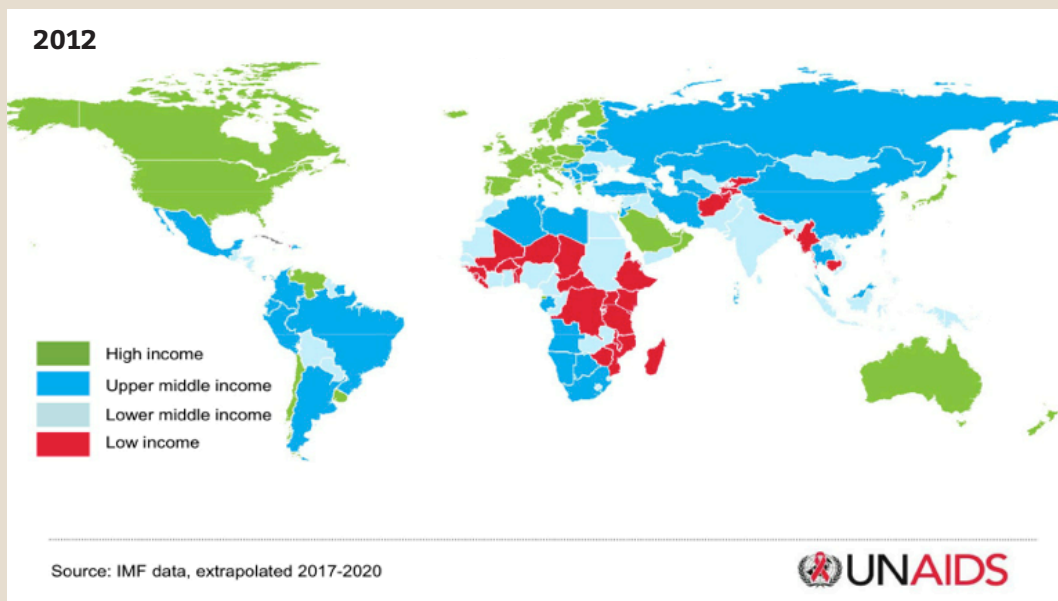 2012
High income
Upper middle income
Lower middle income
Low income
Source: IMF data, extrapolated 2017-2020
UNAIDS